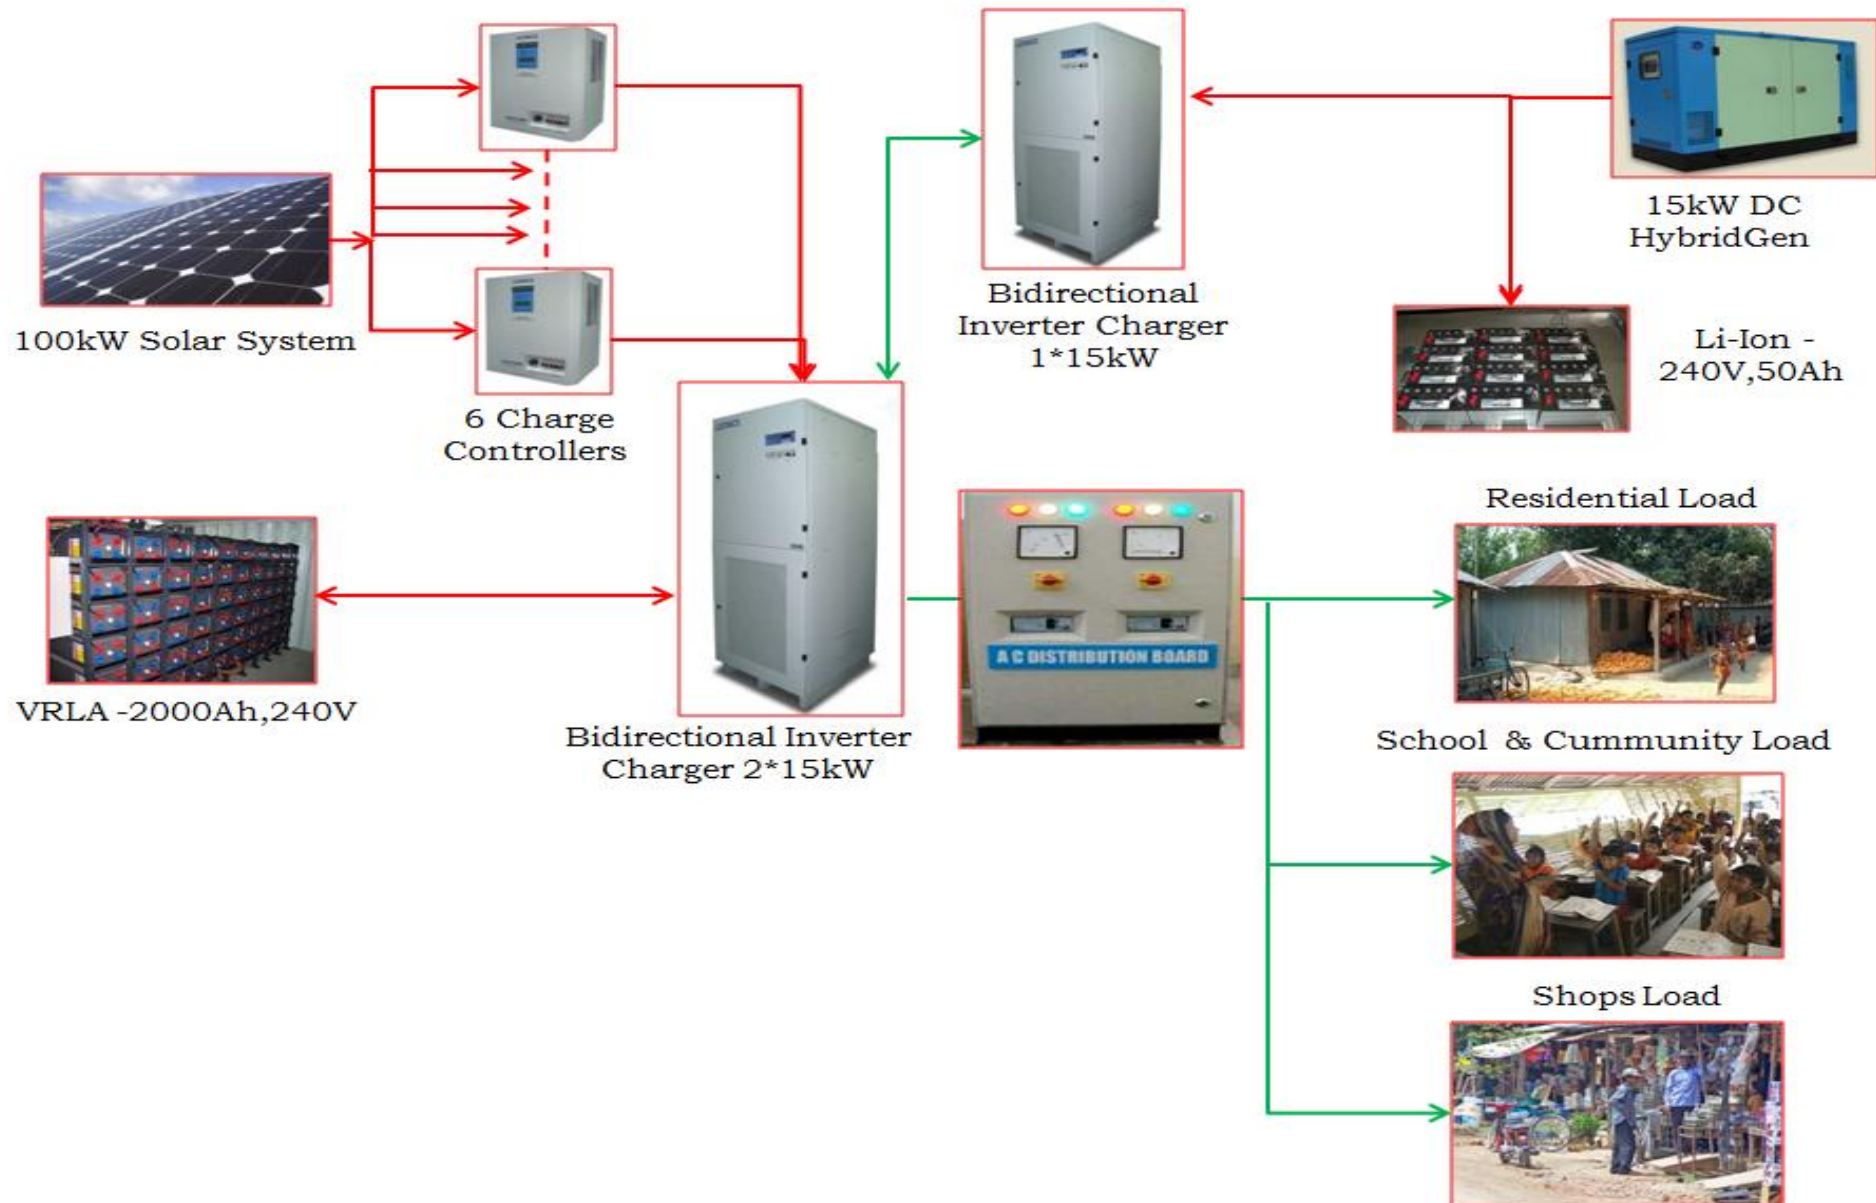 100kW Solar System
6 Charge
Controllers
Bidirectional
Inverter Charger
1*15kW
15kW DC
HybridGen
Li-Ion -
240V,50Ah
VRLA -2000Ah,240V
Bidirectional Inverter
Charger 2*15kW
A C DISTRIBUTION BOARD
Residential Load
School & Cummunity Load
Shops Load